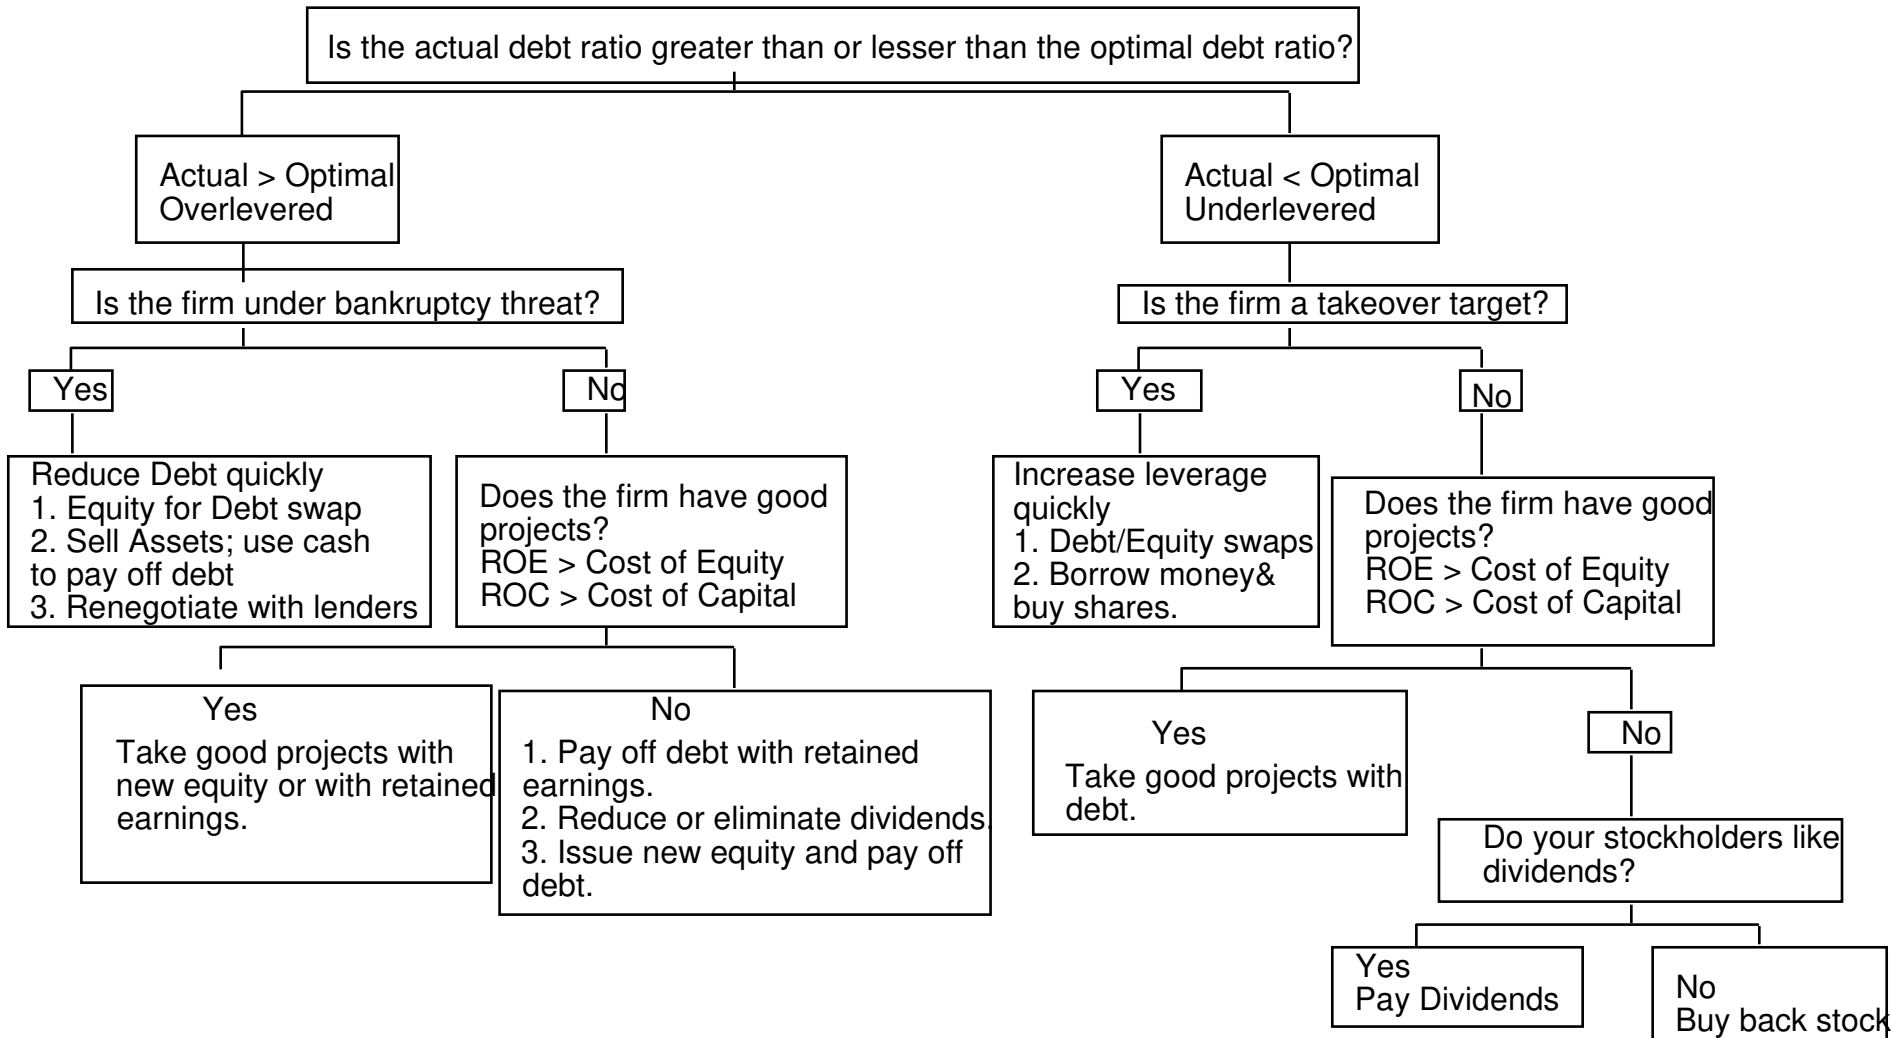 Is the actual debt ratio greater than or lesser than the optimal debt ratio?
Actual > Optimal
Overlevered
Actual < Optimal
Underlevered
Is the firm under bankruptcy threat?
Is the firm a takeover target?
Yes
No
Yes
No
Reduce Debt quickly
1. Equity for Debt swap
2. Sell Assets; use cash
to pay off debt
3. Renegotiate with lenders
Does the firm have good
projects?
ROE > Cost of Equity
ROC > Cost of Capital
Increase leverage
quickly
1. Debt/Equity swaps
2. Borrow money&
buy shares.
Does the firm have good
projects?
ROE > Cost of Equity
ROC > Cost of Capital
Yes
Take good projects with
new equity or with retained
earnings.
No
1. Pay off debt with retained
earnings.
2. Reduce or eliminate dividends.
3. Issue new equity and pay off
debt.
Yes
Take good projects with
debt.
No
Do your stockholders like
dividends?
Yes
Pay Dividends
No
Buy back stock